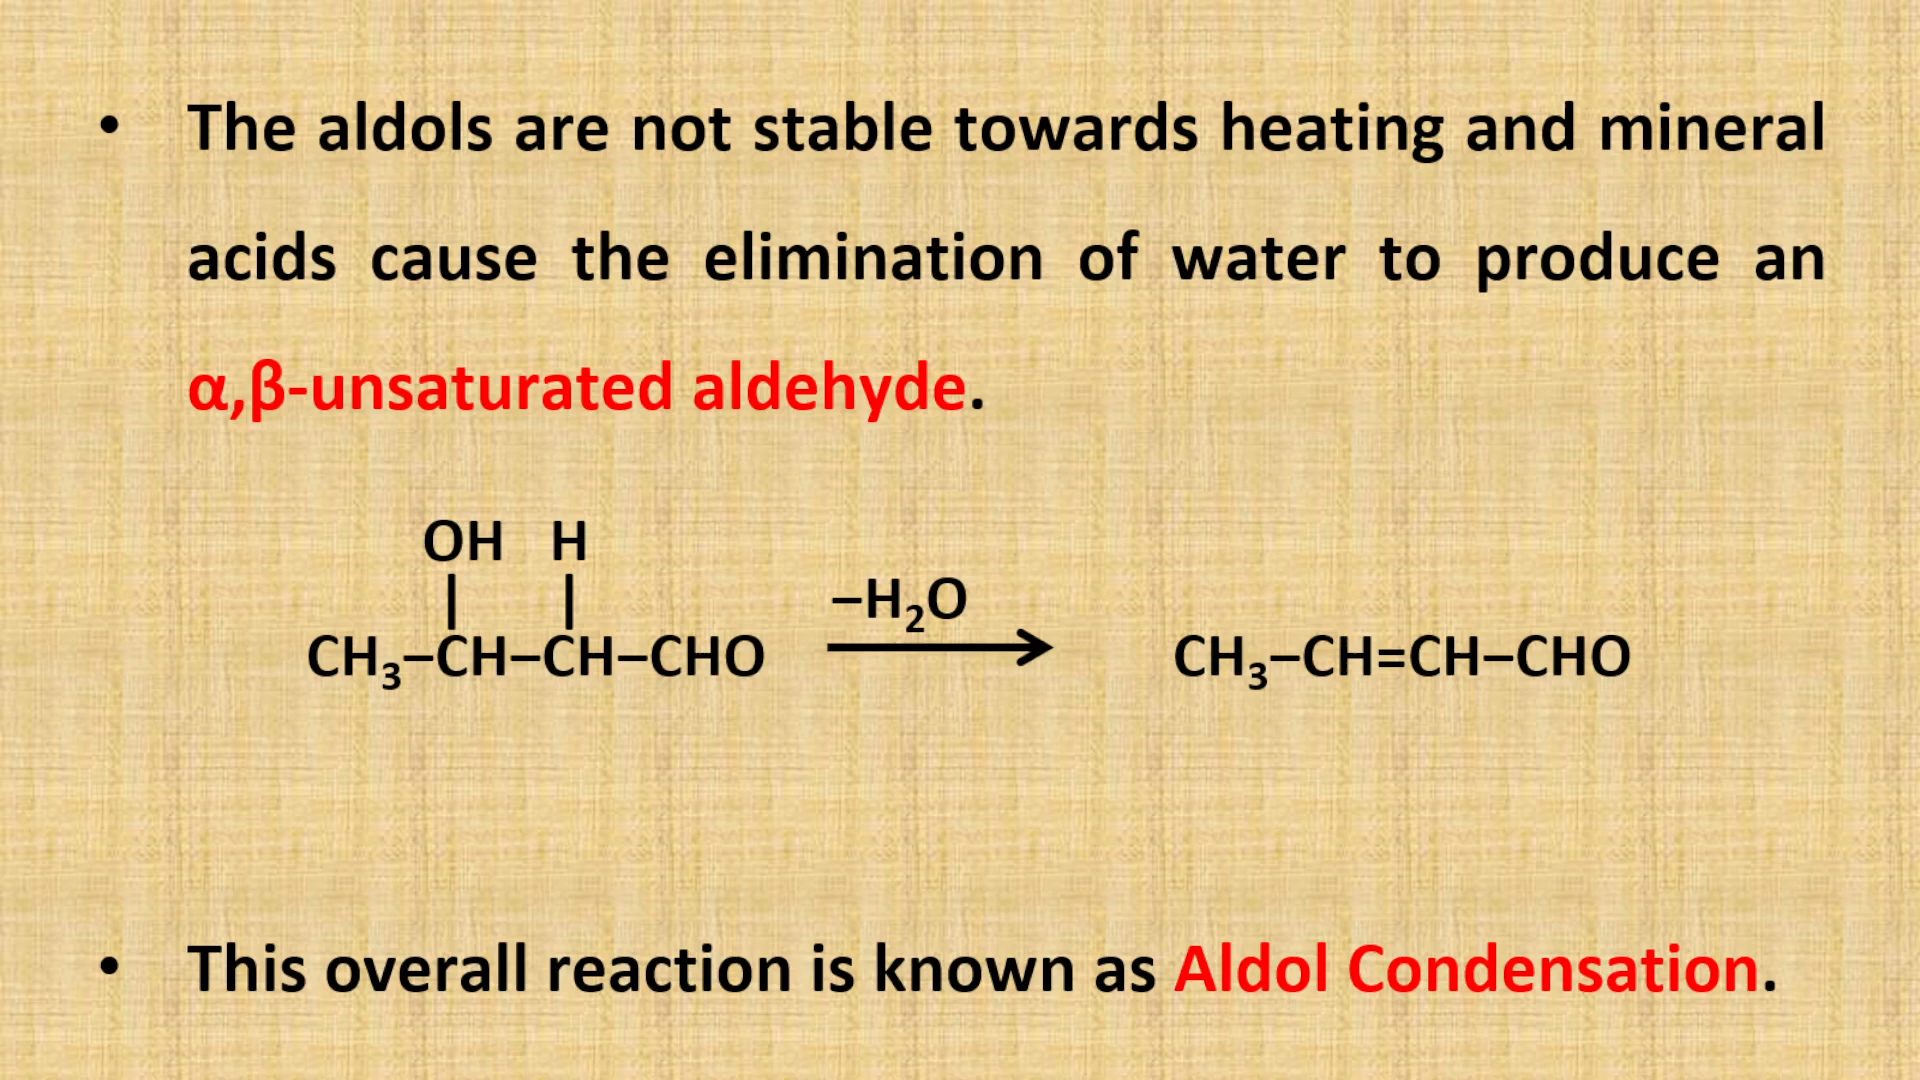 • The aldols are not stable towards heating and mineral
acids cause the elimination of water to produce an
α,β-unsaturated aldehyde.
OH H
| |
CH₃–CH–CH–CHO –H₂O CH₃–CH=CH–CHO
• This overall reaction is known as Aldol Condensation.